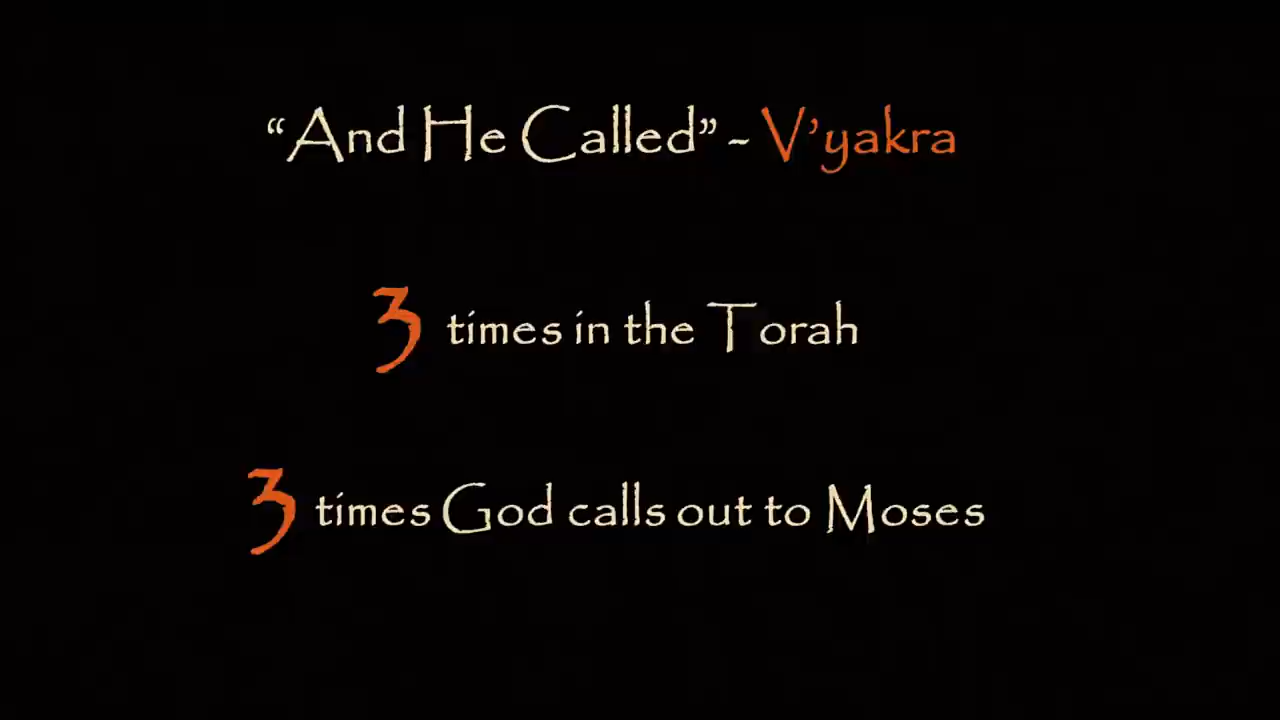 “And He Called” - V’yakra
3 times in the Torah
3 times God calls out to Moses